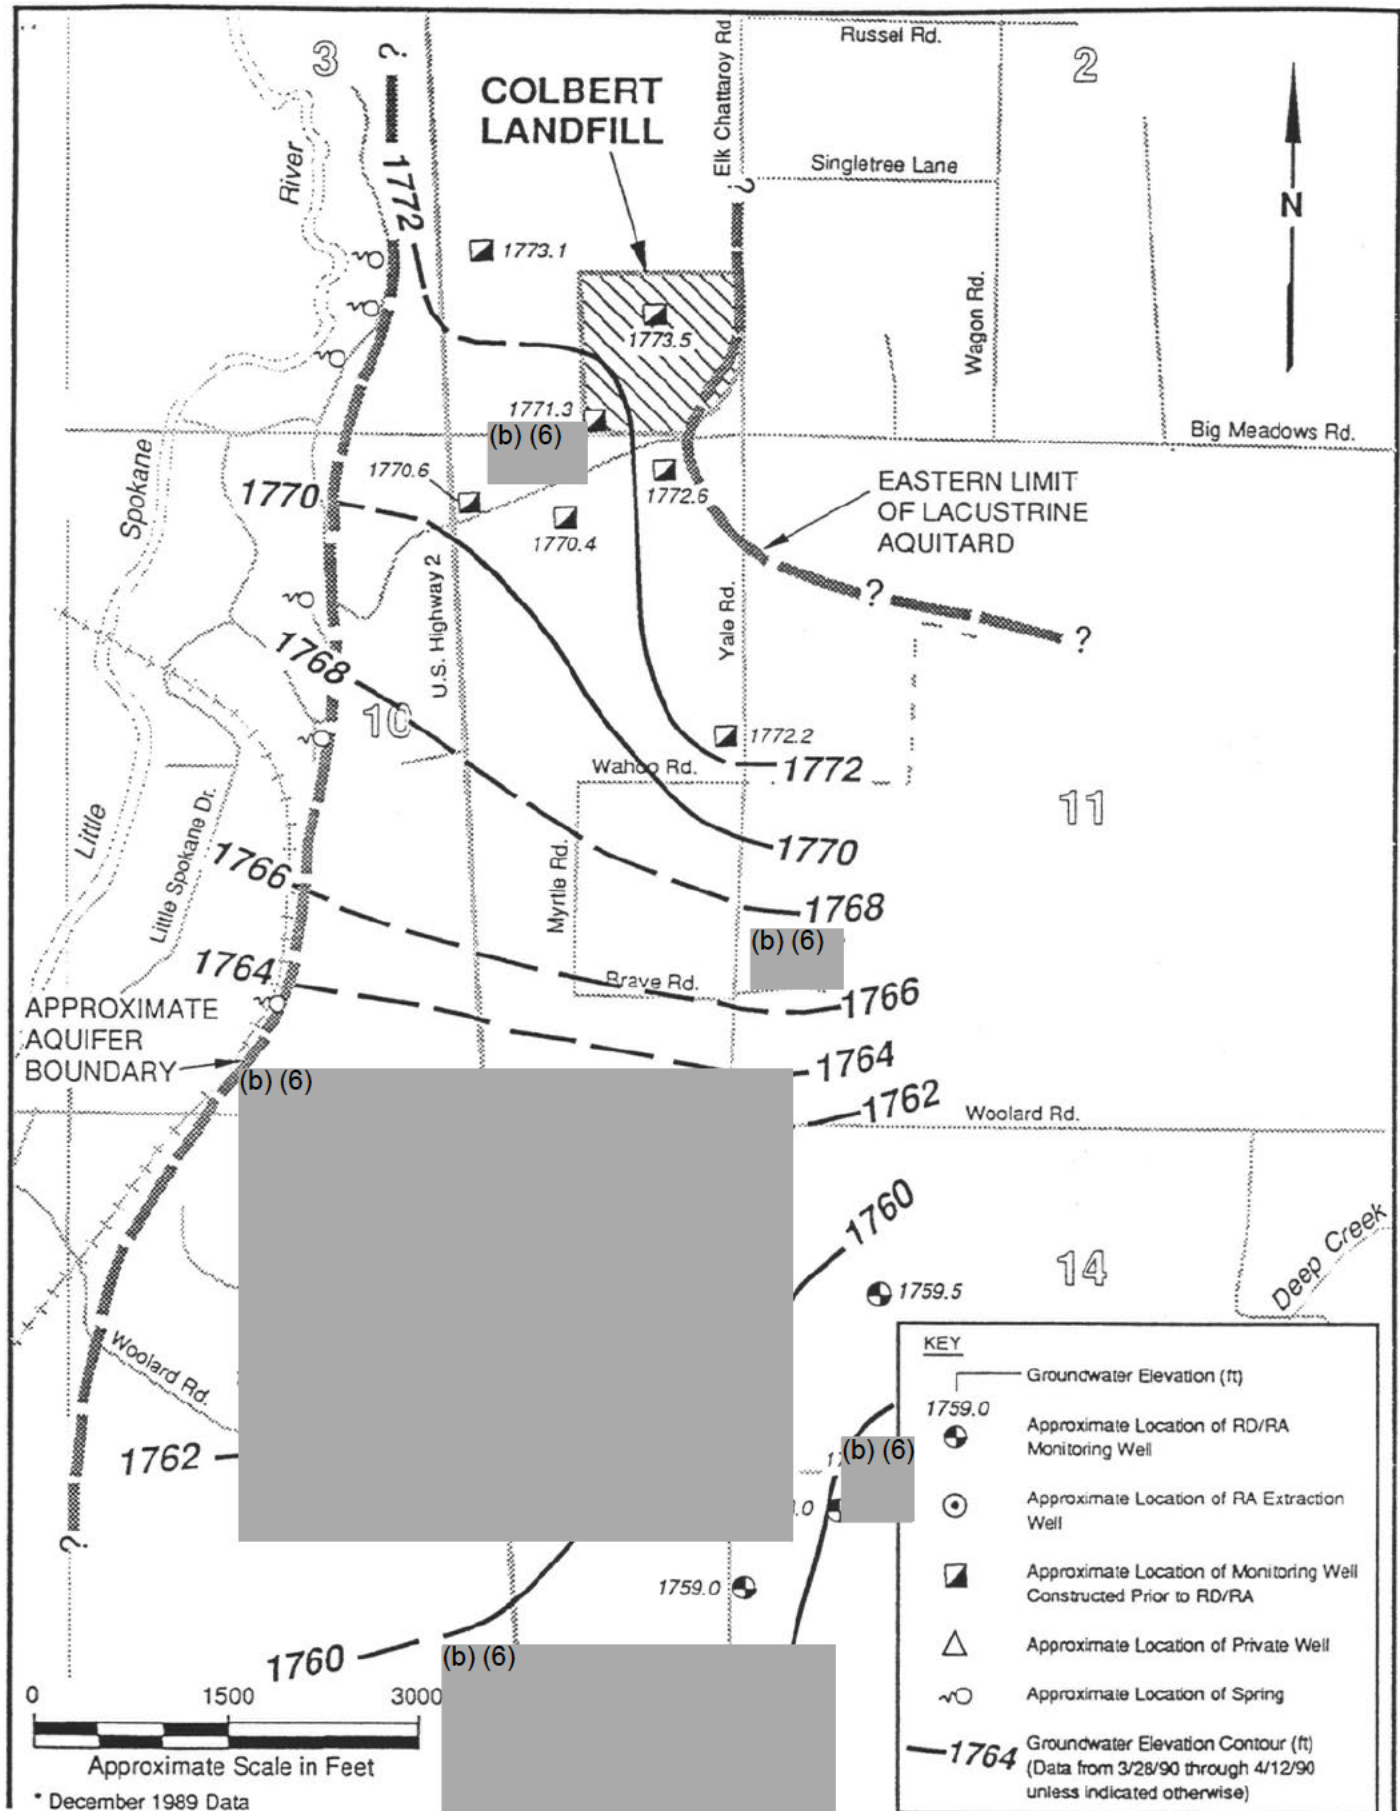 ?
3
COLBERT
LANDFILL
Elk Chattaroy Rd
Russel Rd.
2
River
1772
Singletree Lane
?
N
1773.1
1773.5
Wagon Rd.
1771.3
(b) (6)
Big Meadows Rd.
Spokane
1770.6
1770
1772.6
1770.4
EASTERN LIMIT
OF LACUSTRINE
AQUITARD
?
?
U.S. Highway 2
Yale Rd.
1768
10
1772.2
Wahoo Rd.
1772
11
Little
Little Spokane Dr.
1766
Myrtle Rd.
1770
1768
(b) (6)
1764
Brave Rd.
1766
APPROXIMATE
AQUIFER
BOUNDARY
1764
(b) (6)
1762
Woolard Rd.
1760
14
Deep Creek
1759.5
Woolard Rd.
1762
?
17
(b) (6)
.0
1759.0
1760
(b) (6)
KEY
Groundwater Elevation (ft)
1759.0
Approximate Location of RD/RA
Monitoring Well
Approximate Location of RA Extraction
Well
Approximate Location of Monitoring Well
Constructed Prior to RD/RA
Approximate Location of Private Well
Approximate Location of Spring
1764
Groundwater Elevation Contour (ft)
(Data from 3/28/90 through 4/12/90
unless indicated otherwise)
0 1500 3000
Approximate Scale in Feet
* December 1989 Data